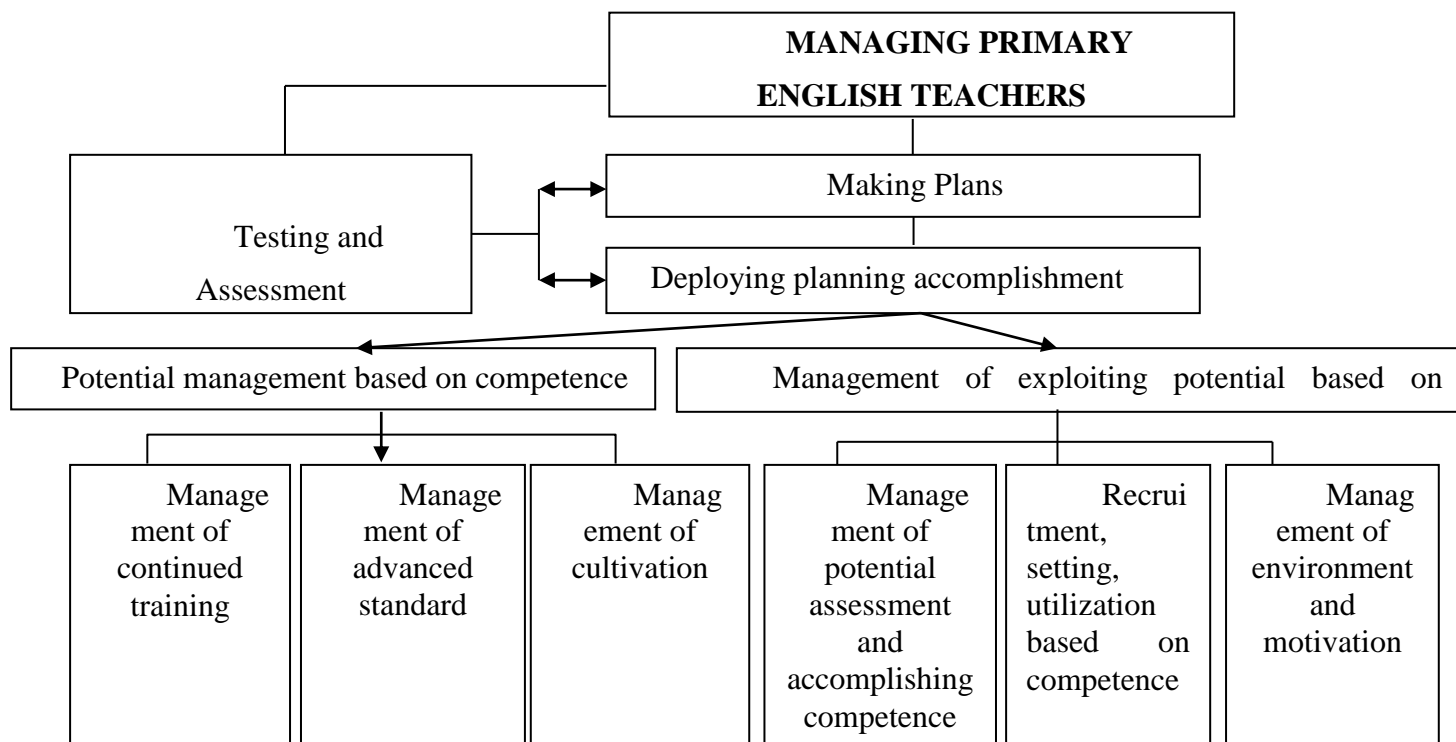 MANAGING PRIMARY
ENGLISH TEACHERS
Making Plans
Testing and
Assessment
Deploying planning accomplishment
Potential management based on competence
Management of exploiting potential based on
Manage
ment of
continued
training
Manage
ment of
advanced
standard
Manag
ement of
cultivation
Manage
ment of
potential
assessment
and
accomplishing
competence
Recrui
tment,
setting,
utilization
based on
competence
Manag
ement of
environment
and
motivation